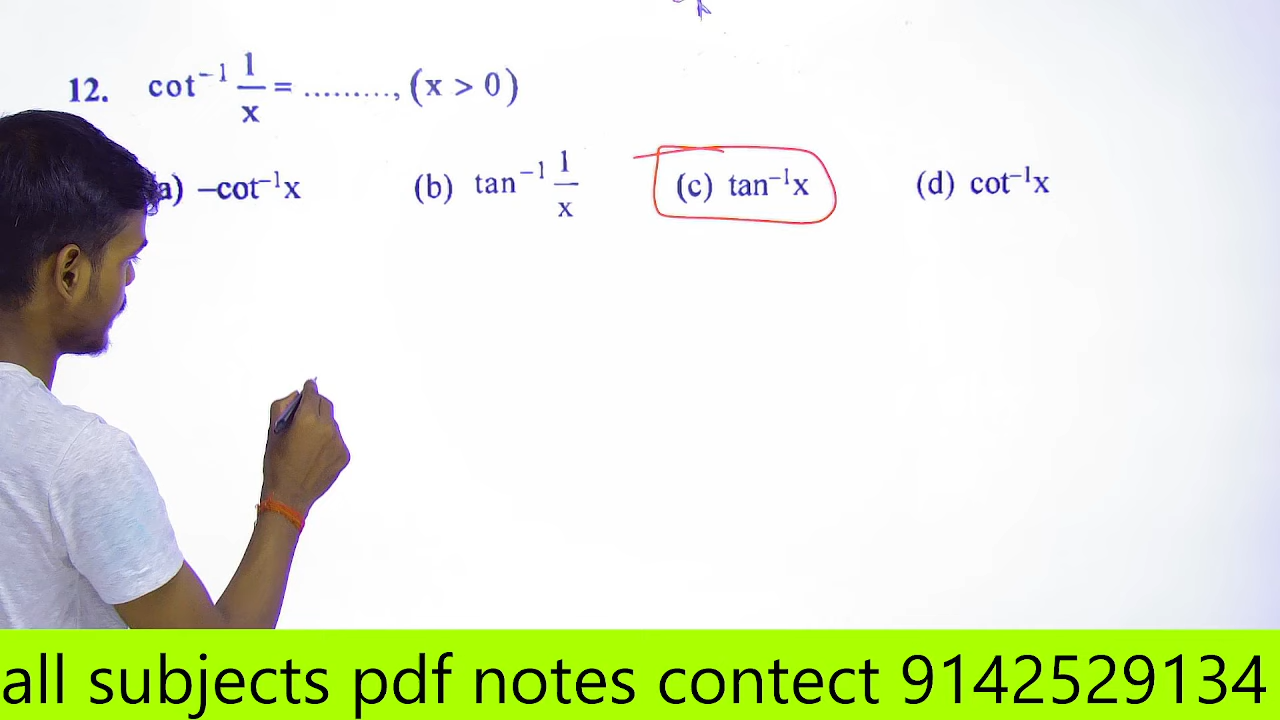 12. cot⁻¹ 1/x = ........., (x > 0)
a) –cot⁻¹x (b) tan⁻¹ 1/x (c) tan⁻¹x (d) cot⁻¹x
all subjects pdf notes contect 9142529134